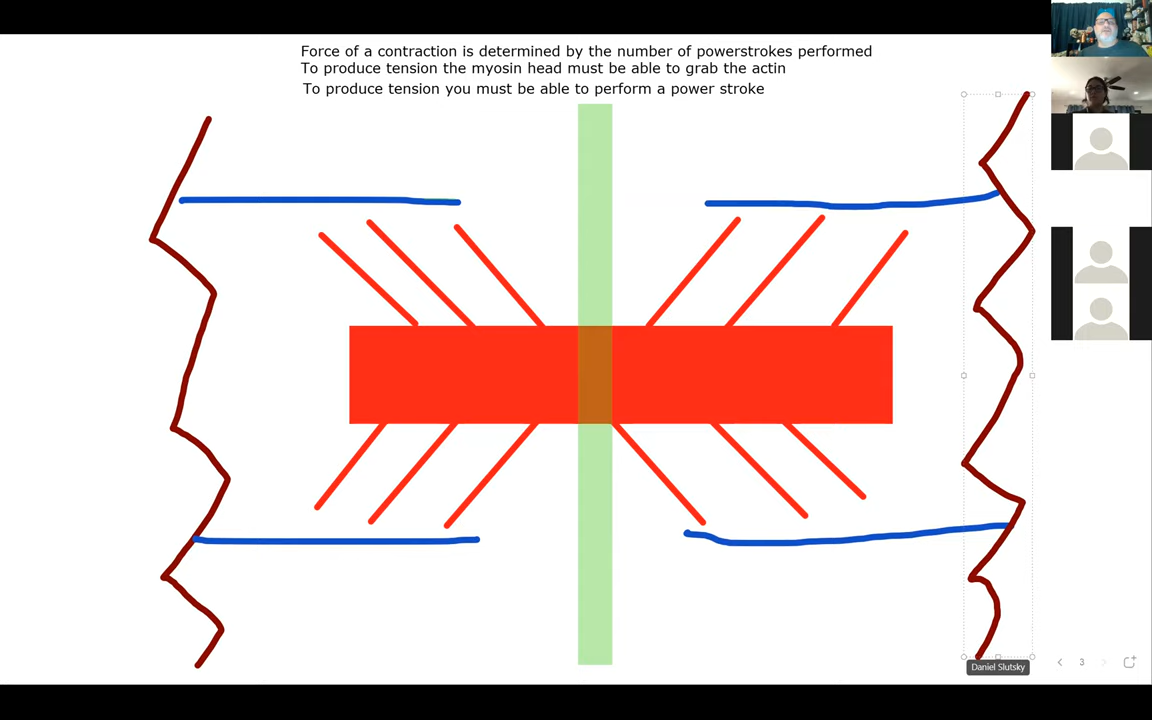 Force of a contraction is determined by the number of powerstrokes performed
To produce tension the myosin head must be able to grab the actin
To produce tension you must be able to perform a power stroke
Daniel Slutsky
3